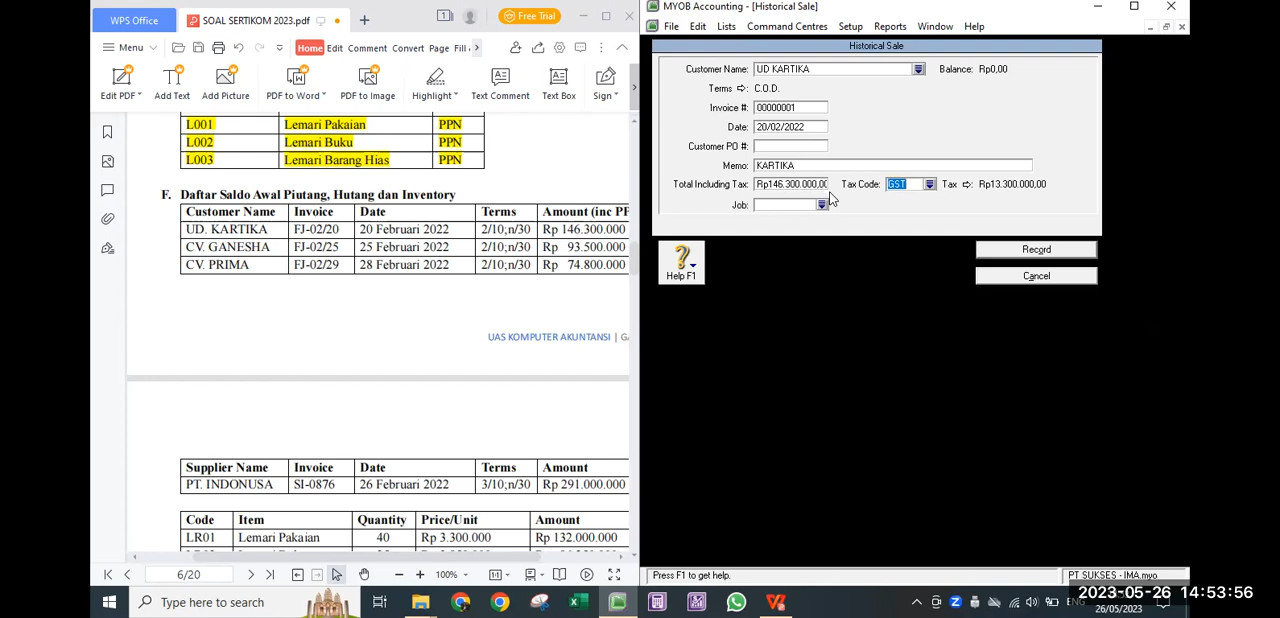 WPS Office
SOAL SERTIKOM 2023.pdf
1
Free Trial
Menu
Home Edit Comment Convert Page Fill
Edit PDF
Add Text
Add Picture
PDF to Word
PDF to Image
Highlight
Text Comment
Text Box
Sign
L001 Lemari Pakaian PPN
L002 Lemari Buku PPN
L003 Lemari Barang Hias PPN
F. Daftar Saldo Awal Piutang, Hutang dan Inventory
Customer Name Invoice Date Terms Amount (inc PP
UD. KARTIKA FJ-02/20 20 Februari 2022 2/10;n/30 Rp 146.300.000
CV. GANESHA FJ-02/25 25 Februari 2022 2/10;n/30 Rp 93.500.000
CV. PRIMA FJ-02/29 28 Februari 2022 2/10;n/30 Rp 74.800.000
UAS KOMPUTER AKUNTANSI |
Supplier Name Invoice Date Terms Amount
PT. INDONUSA SI-0876 26 Februari 2022 3/10;n/30 Rp 291.000.000
Code Item Quantity Price/Unit Amount
LR01 Lemari Pakaian 40 Rp 3.300.000 Rp 132.000.000
6/20
100%
MYOB Accounting - [Historical Sale]
File Edit Lists Command Centres Setup Reports Window Help
Historical Sale
Customer Name: UD KARTIKA Balance: Rp0,00
Terms C.O.D.
Invoice #: 00000001
Date: 20/02/2022
Customer PO #:
Memo: KARTIKA
Total Including Tax: Rp146.300.000,00 Tax Code: GST Tax Rp13.300.000,00
Job:
Help F1
Record
Cancel
Press F1 to get help.
PT SUKSES - IMA.myo
Type here to search
ENG
2023-05-26 14:53:56
26/05/2023